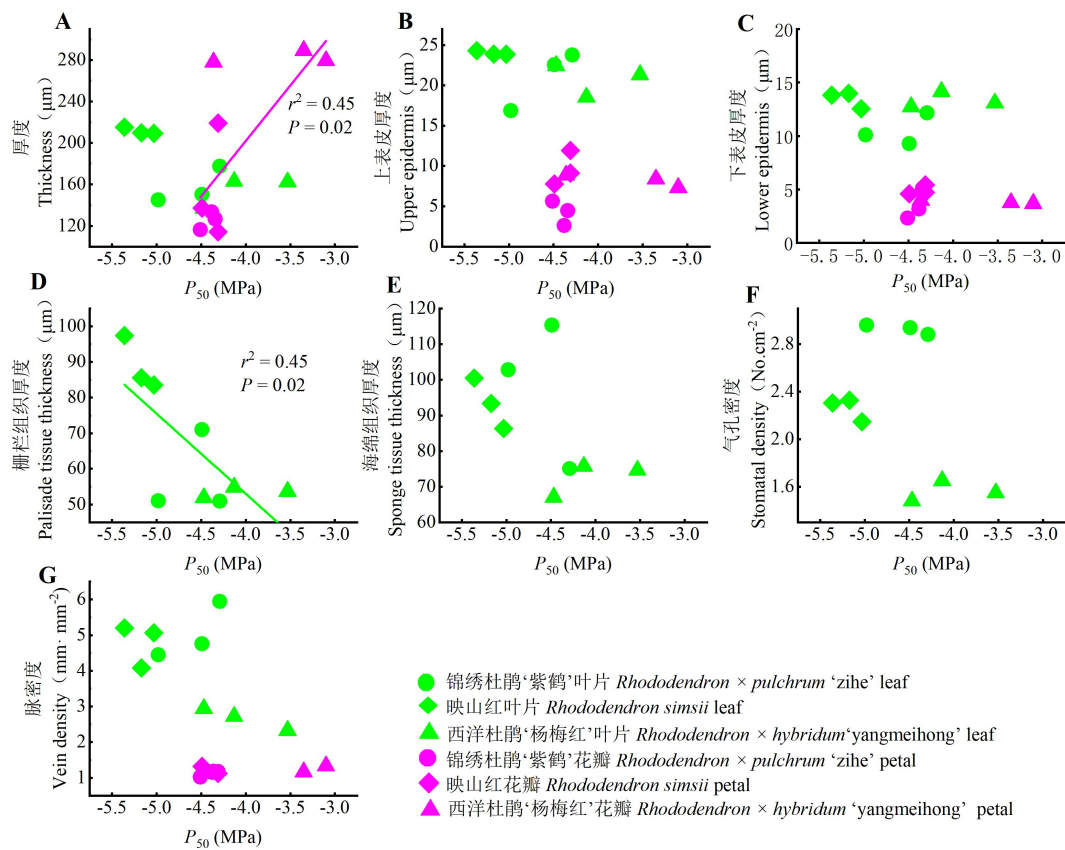 A
厚度
Thickness（μm）
280
240
200
160
120
r² = 0.45
P = 0.02
-5.5 -5.0 -4.5 -4.0 -3.5 -3.0
P₅₀ (MPa)
B
上表皮厚度
Upper epidermis（μm）
25
20
15
10
5
0
-5.5 -5.0 -4.5 -4.0 -3.5 -3.0
P₅₀ (MPa)
C
下表皮厚度
Lower epidermis（μm）
20
15
10
5
0
-5.5 -5.0 -4.5 -4.0 -3.5 -3.0
P₅₀ (MPa)
D
栅栏组织厚度
Palisade tissue thickness（μm）
100
90
80
70
60
50
r² = 0.45
P = 0.02
-5.5 -5.0 -4.5 -4.0 -3.5 -3.0
P₅₀ (MPa)
E
海绵组织厚度
Sponge tissue thickness（μm）
120
110
100
90
80
70
60
-5.5 -5.0 -4.5 -4.0 -3.5 -3.0
P₅₀ (MPa)
F
气孔密度
Stomatal density（No.cm⁻²）
2.8
2.4
2.0
1.6
-5.5 -5.0 -4.5 -4.0 -3.5 -3.0
P₅₀ (MPa)
G
脉密度
Vein density（mm· mm⁻²）
6
5
4
3
2
1
-5.5 -5.0 -4.5 -4.0 -3.5 -3.0
P₅₀ (MPa)
锦绣杜鹃‘紫鹤’叶片 Rhododendron × pulchrum ‘zihe’ leaf
映山红叶片 Rhododendron simsii leaf
西洋杜鹃‘杨梅红’叶片 Rhododendron × hybridum‘yangmeihong’ leaf
锦绣杜鹃‘紫鹤’花瓣 Rhododendron × pulchrum ‘zihe’ petal
映山红花瓣 Rhododendron simsii petal
西洋杜鹃‘杨梅红’花瓣 Rhododendron × hybridum ‘yangmeihong’ petal